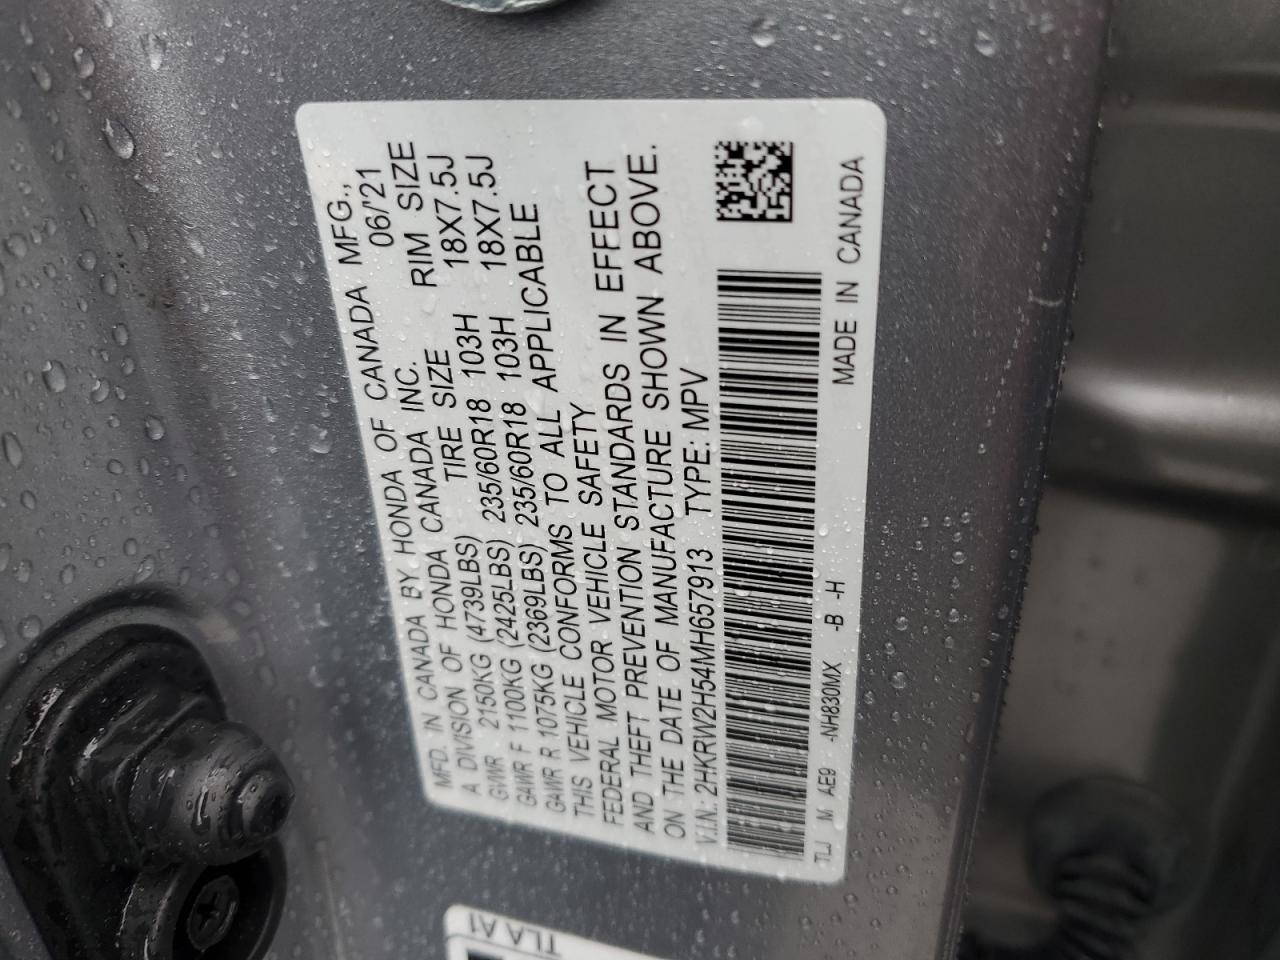 MFD. IN CANADA BY HONDA OF CANADA MFG.,
A DIVISION OF HONDA CANADA INC. 06/'21
TIRE SIZE RIM SIZE
GVWR 2150KG (4739LBS)
GAWR F 1100KG (2425LBS) 235/60R18 103H 18X7.5J
GAWR R 1075KG (2369LBS) 235/60R18 103H 18X7.5J
THIS VEHICLE CONFORMS TO ALL APPLICABLE
FEDERAL MOTOR VEHICLE SAFETY
AND THEFT PREVENTION STANDARDS IN EFFECT
ON THE DATE OF MANUFACTURE SHOWN ABOVE.
V.I.N.: 2HKRW2H54MH657913 TYPE: MPV
TLJ M AE9 -NH830MX -B -H MADE IN CANADA
TLA A1